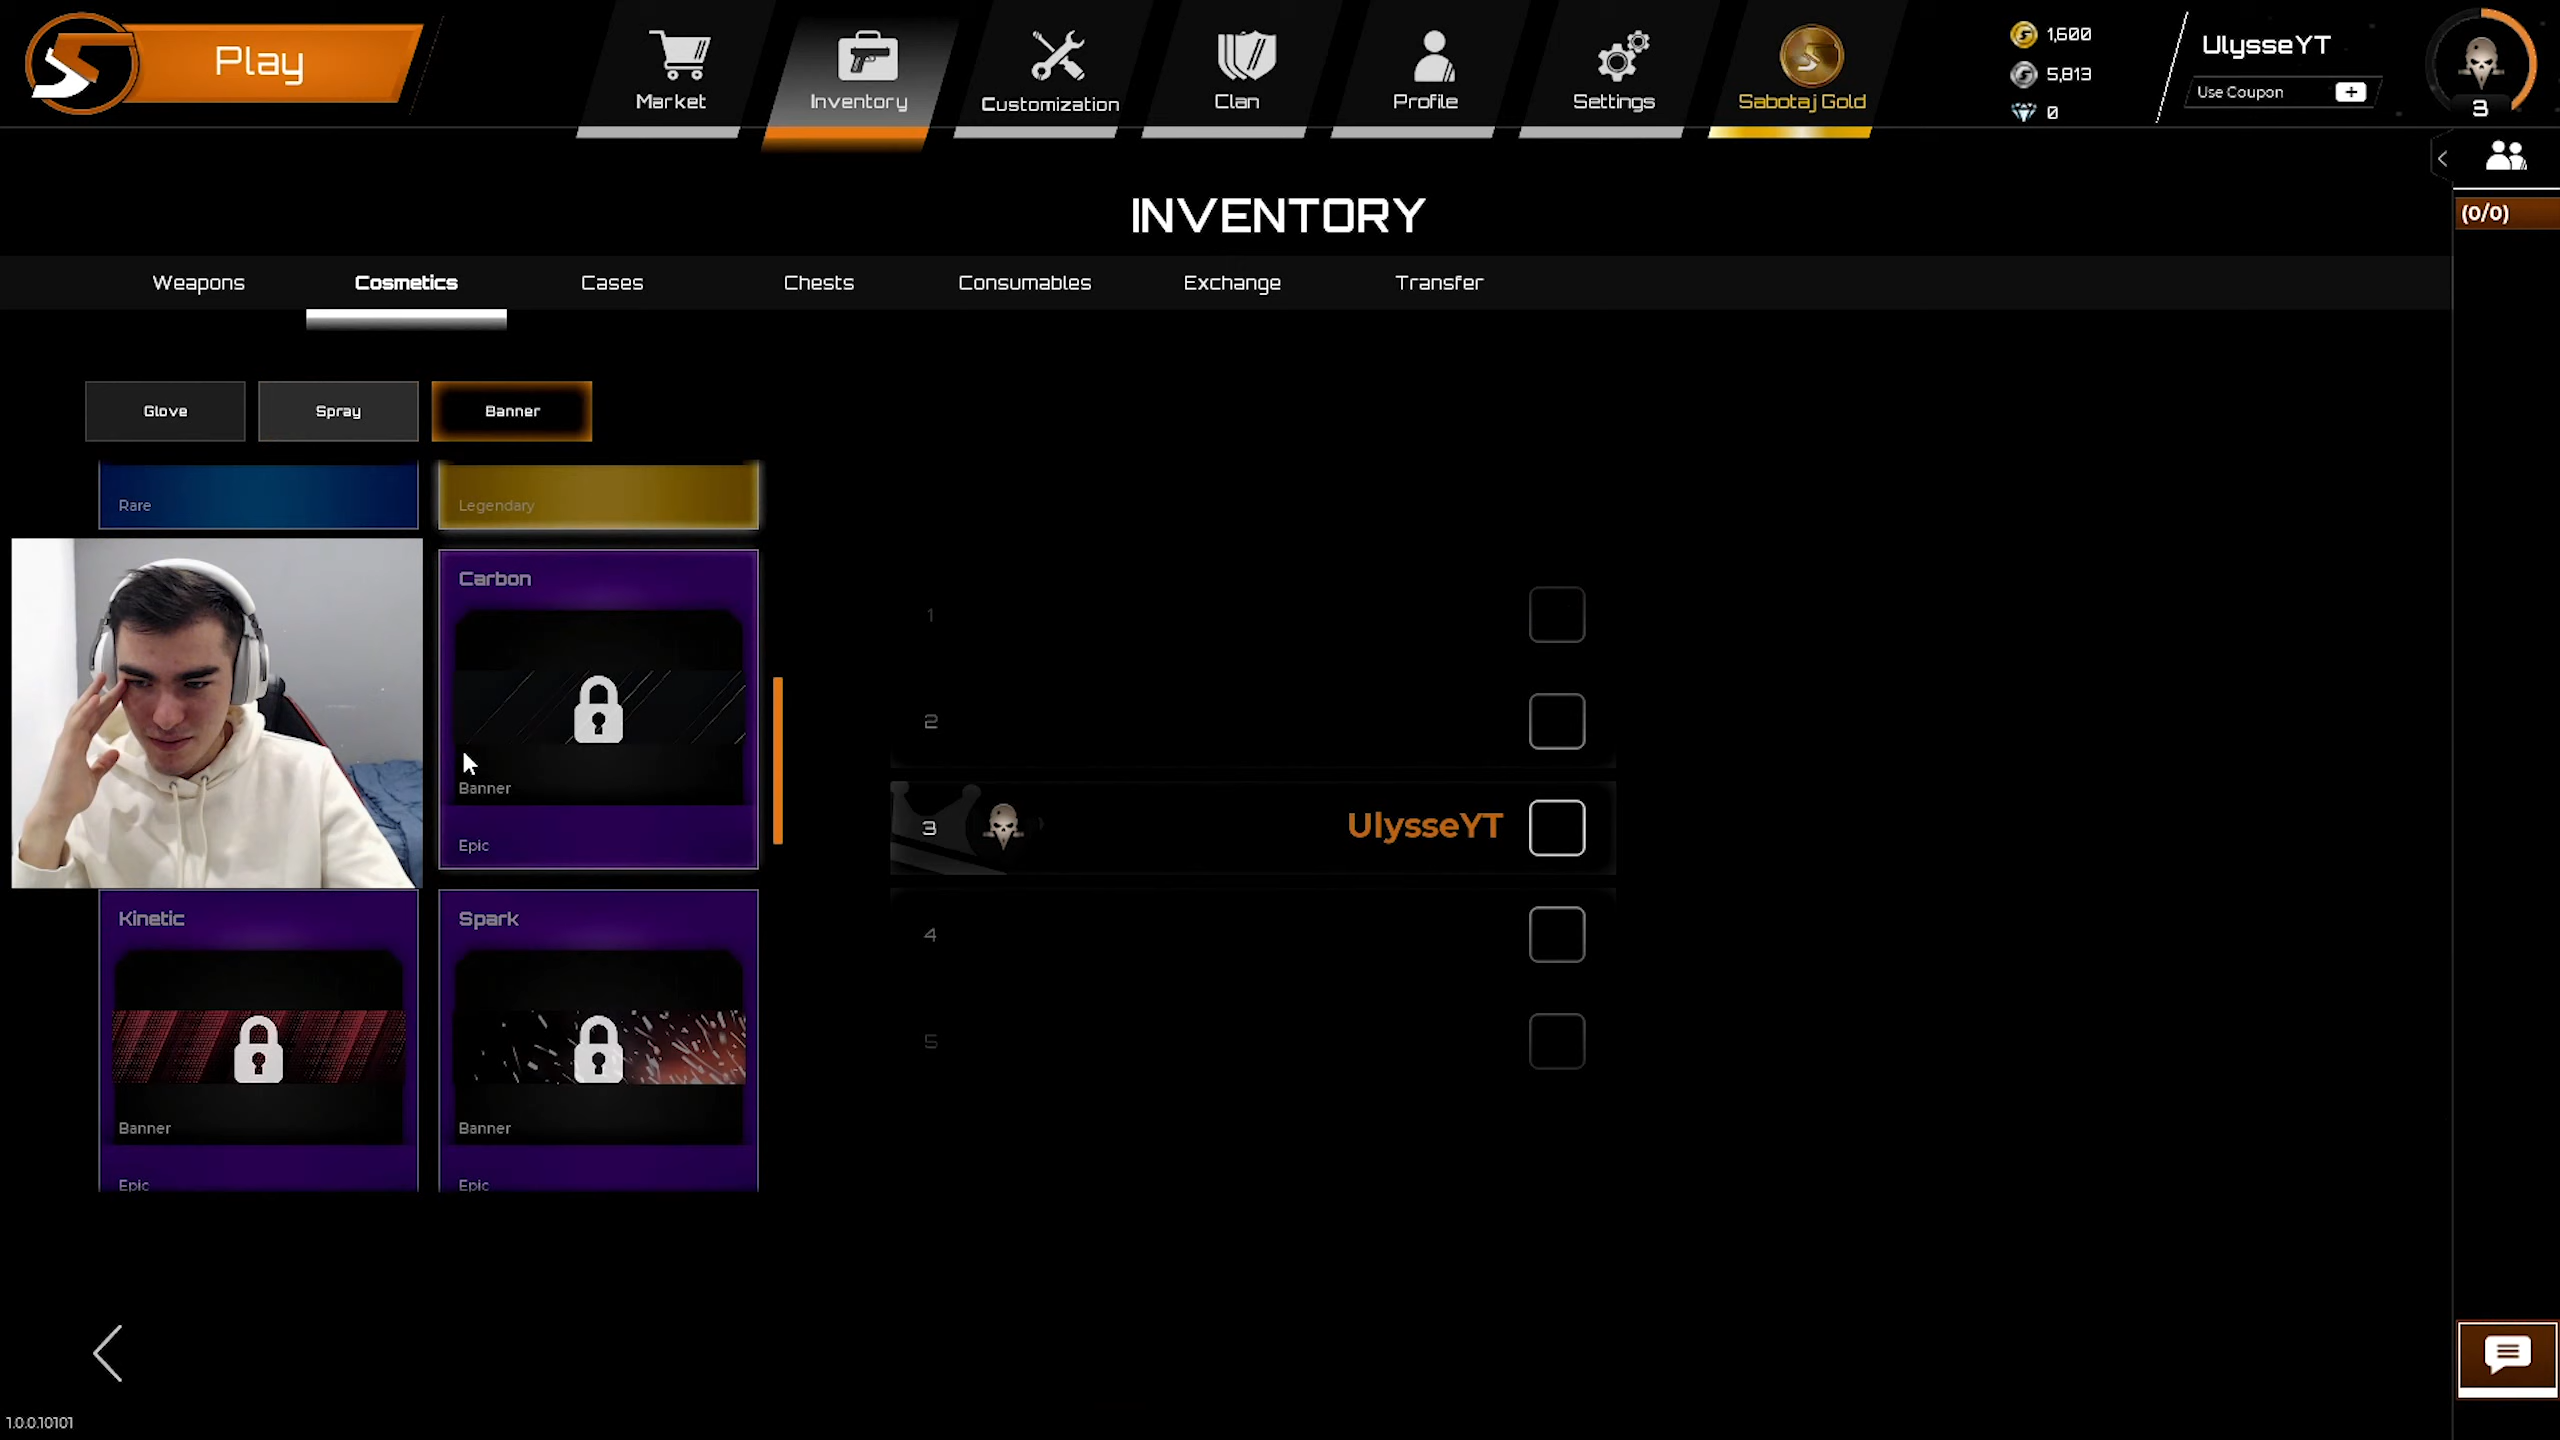 Play
Market
Inventory
Customization
Clan
Profile
Settings
Sabotaj Gold
1,600
5,813
0
UlysseYT
Use Coupon
3
INVENTORY
(0/0)
Weapons
Cosmetics
Cases
Chests
Consumables
Exchange
Transfer
Glove
Spray
Banner
Rare
Legendary
Carbon
Banner
Epic
Kinetic
Banner
Epic
Spark
Banner
Epic
1
2
3
UlysseYT
4
5
1.0.0.10101